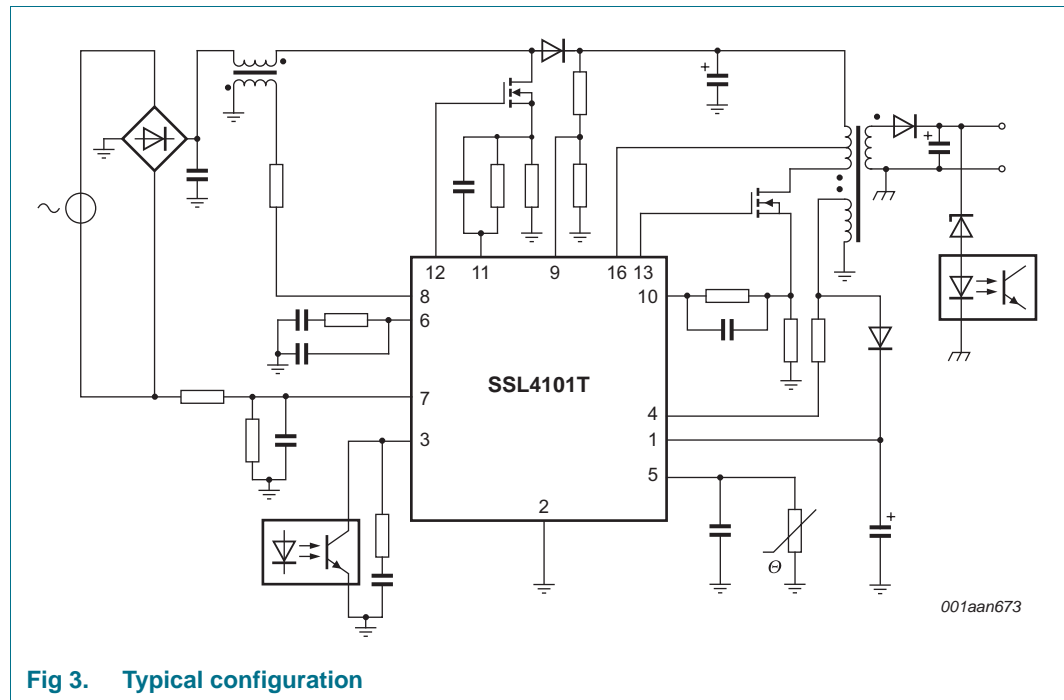 12 11 9 16 13
8 10
6
SSL4101T
7
4
3 1
5
2
+
+
+
~
Θ
001aan673
Fig 3. Typical configuration